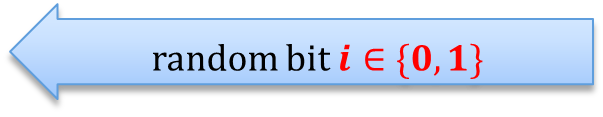 random bit i ∈ {0, 1}